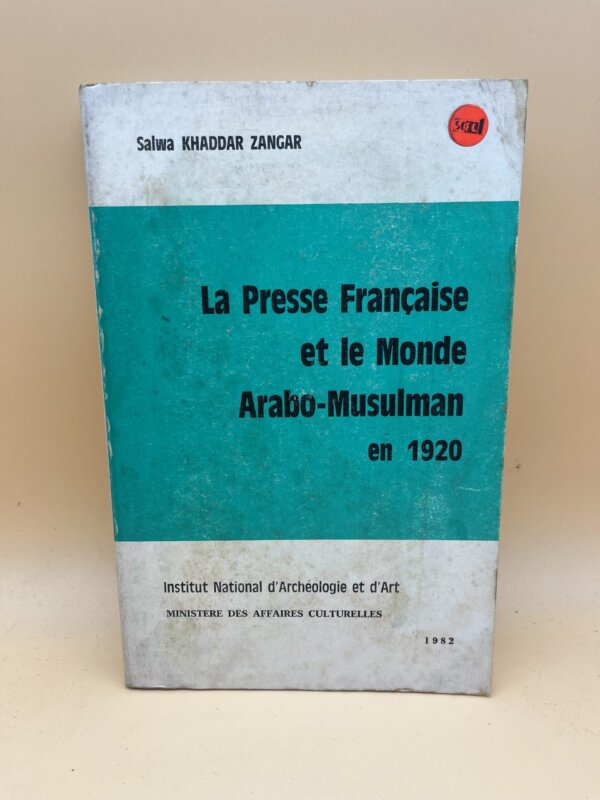 Salwa KHADDAR ZANGAR
La Presse Française
et le Monde
Arabo-Musulman
en 1920
Institut National d'Archéologie et d'Art
MINISTERE DES AFFAIRES CULTURELLES
1982